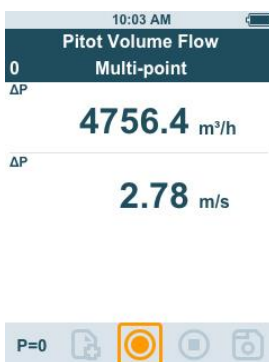 10:03 AM
Pitot Volume Flow
0 Multi-point
ΔP
4756.4 m³/h
ΔP
2.78 m/s
P=0